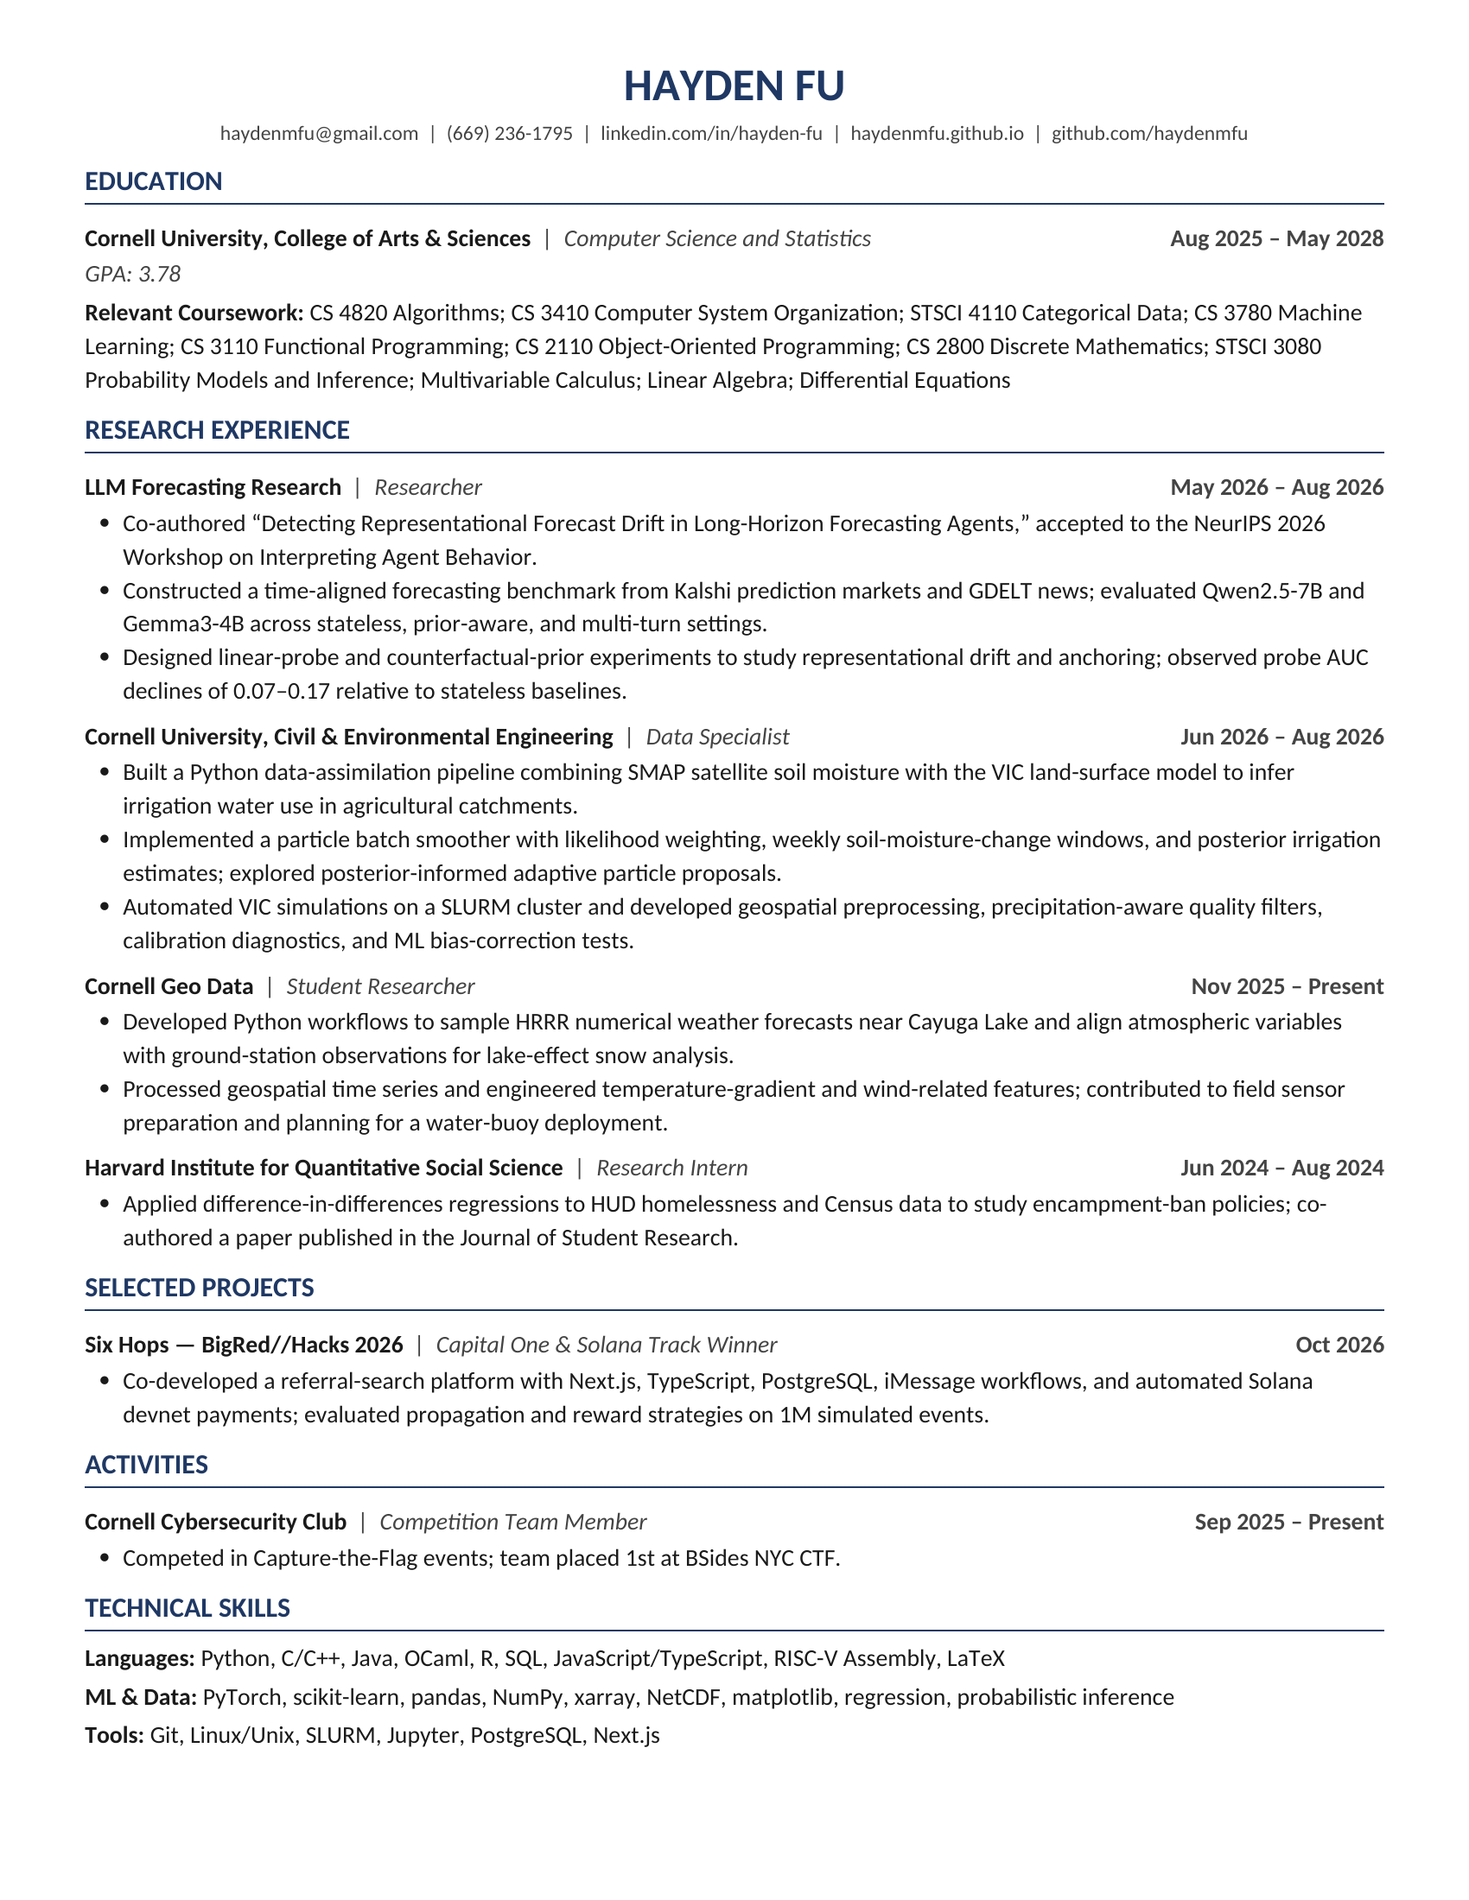 HAYDEN FU
haydenmfu@gmail.com | (669) 236-1795 | linkedin.com/in/hayden-fu | haydenmfu.github.io | github.com/haydenmfu
EDUCATION
Cornell University, College of Arts & Sciences | Computer Science and Statistics Aug 2025 – May 2028
GPA: 3.78
Relevant Coursework: CS 4820 Algorithms; CS 3410 Computer System Organization; STSCI 4110 Categorical Data; CS 3780 Machine
Learning; CS 3110 Functional Programming; CS 2110 Object-Oriented Programming; CS 2800 Discrete Mathematics; STSCI 3080
Probability Models and Inference; Multivariable Calculus; Linear Algebra; Differential Equations
RESEARCH EXPERIENCE
LLM Forecasting Research | Researcher May 2026 – Aug 2026
• Co-authored “Detecting Representational Forecast Drift in Long-Horizon Forecasting Agents,” accepted to the NeurIPS 2026
Workshop on Interpreting Agent Behavior.
• Constructed a time-aligned forecasting benchmark from Kalshi prediction markets and GDELT news; evaluated Qwen2.5-7B and
Gemma3-4B across stateless, prior-aware, and multi-turn settings.
• Designed linear-probe and counterfactual-prior experiments to study representational drift and anchoring; observed probe AUC
declines of 0.07–0.17 relative to stateless baselines.
Cornell University, Civil & Environmental Engineering | Data Specialist Jun 2026 – Aug 2026
• Built a Python data-assimilation pipeline combining SMAP satellite soil moisture with the VIC land-surface model to infer
irrigation water use in agricultural catchments.
• Implemented a particle batch smoother with likelihood weighting, weekly soil-moisture-change windows, and posterior irrigation
estimates; explored posterior-informed adaptive particle proposals.
• Automated VIC simulations on a SLURM cluster and developed geospatial preprocessing, precipitation-aware quality filters,
calibration diagnostics, and ML bias-correction tests.
Cornell Geo Data | Student Researcher Nov 2025 – Present
• Developed Python workflows to sample HRRR numerical weather forecasts near Cayuga Lake and align atmospheric variables
with ground-station observations for lake-effect snow analysis.
• Processed geospatial time series and engineered temperature-gradient and wind-related features; contributed to field sensor
preparation and planning for a water-buoy deployment.
Harvard Institute for Quantitative Social Science | Research Intern Jun 2024 – Aug 2024
• Applied difference-in-differences regressions to HUD homelessness and Census data to study encampment-ban policies; co-
authored a paper published in the Journal of Student Research.
SELECTED PROJECTS
Six Hops — BigRed//Hacks 2026 | Capital One & Solana Track Winner Oct 2026
• Co-developed a referral-search platform with Next.js, TypeScript, PostgreSQL, iMessage workflows, and automated Solana
devnet payments; evaluated propagation and reward strategies on 1M simulated events.
ACTIVITIES
Cornell Cybersecurity Club | Competition Team Member Sep 2025 – Present
• Competed in Capture-the-Flag events; team placed 1st at BSides NYC CTF.
TECHNICAL SKILLS
Languages: Python, C/C++, Java, OCaml, R, SQL, JavaScript/TypeScript, RISC-V Assembly, LaTeX
ML & Data: PyTorch, scikit-learn, pandas, NumPy, xarray, NetCDF, matplotlib, regression, probabilistic inference
Tools: Git, Linux/Unix, SLURM, Jupyter, PostgreSQL, Next.js